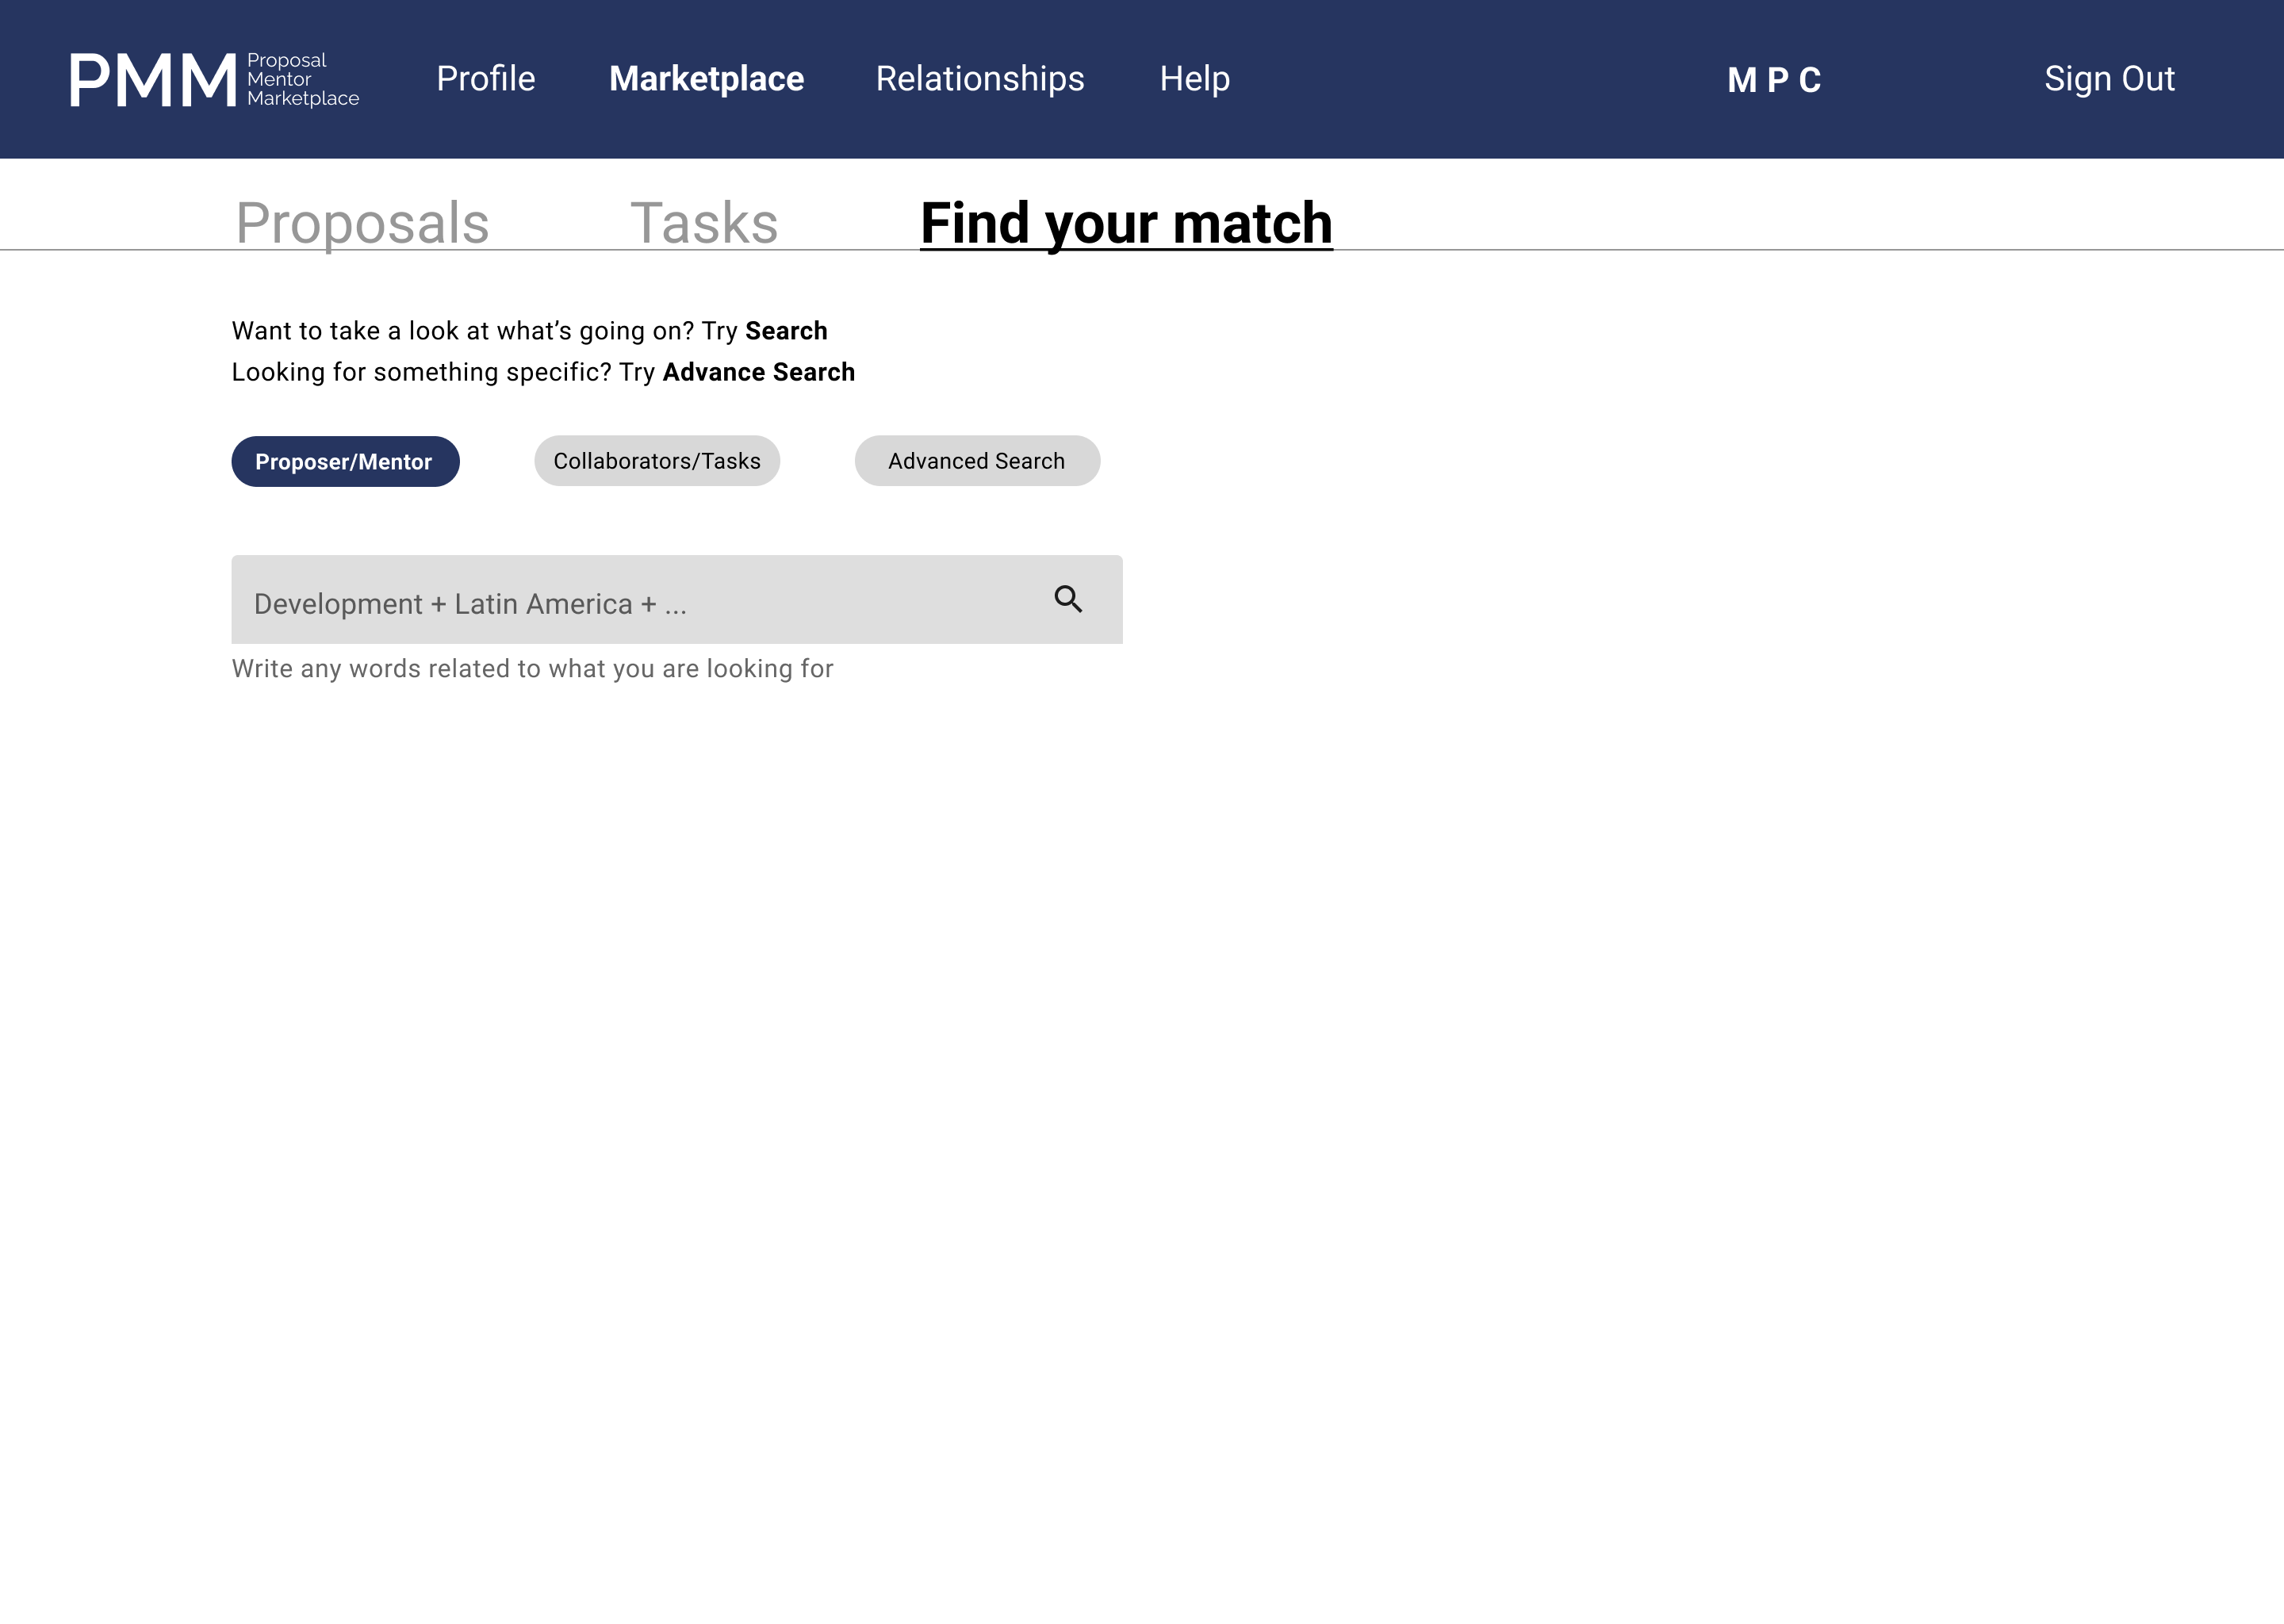 PMM
Proposal
Mentor
Marketplace
Profile
Marketplace
Relationships
Help
M P C
Sign Out
Proposals
Tasks
Find your match
Want to take a look at what’s going on? Try Search
Looking for something specific? Try Advance Search
Proposer/Mentor
Collaborators/Tasks
Advanced Search
Development + Latin America + ...
Write any words related to what you are looking for